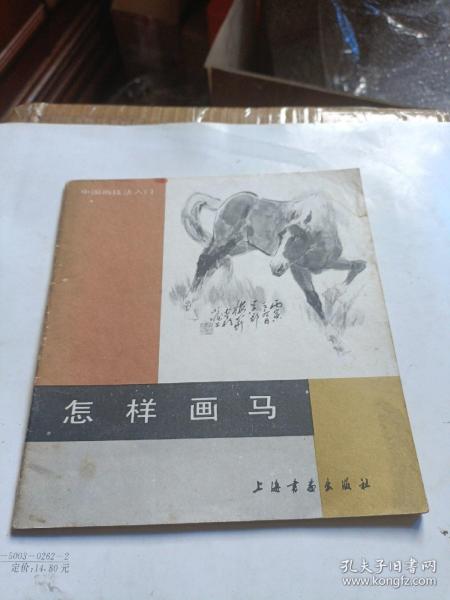 中国画技法入门
怎样画马
上海书画出版社
-5003-0262-2
定价:14.80元
孔夫子旧书网
www.kongfz.com